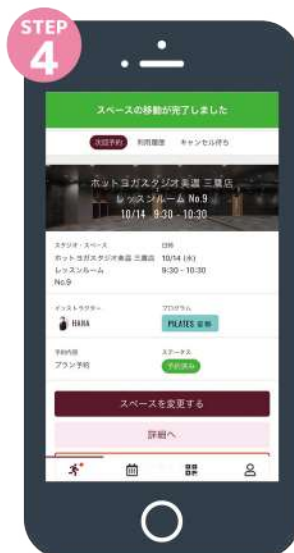 STEP
4
スペースの移動が完了しました
次回予約 利用履歴 キャンセル待ち
ホットヨガスタジオ美温 三鷹店
レッスンルーム No.9
10/14 9:30 - 10:30
スタジオ・スペース 日時
ホットヨガスタジオ美温 三鷹店 10/14 (水)
レッスンルーム 9:30 - 10:30
No.9
インストラクター プログラム
HANA PILATES
予約内容 ステータス
プラン予約 予約済み
スペースを変更する
詳細へ